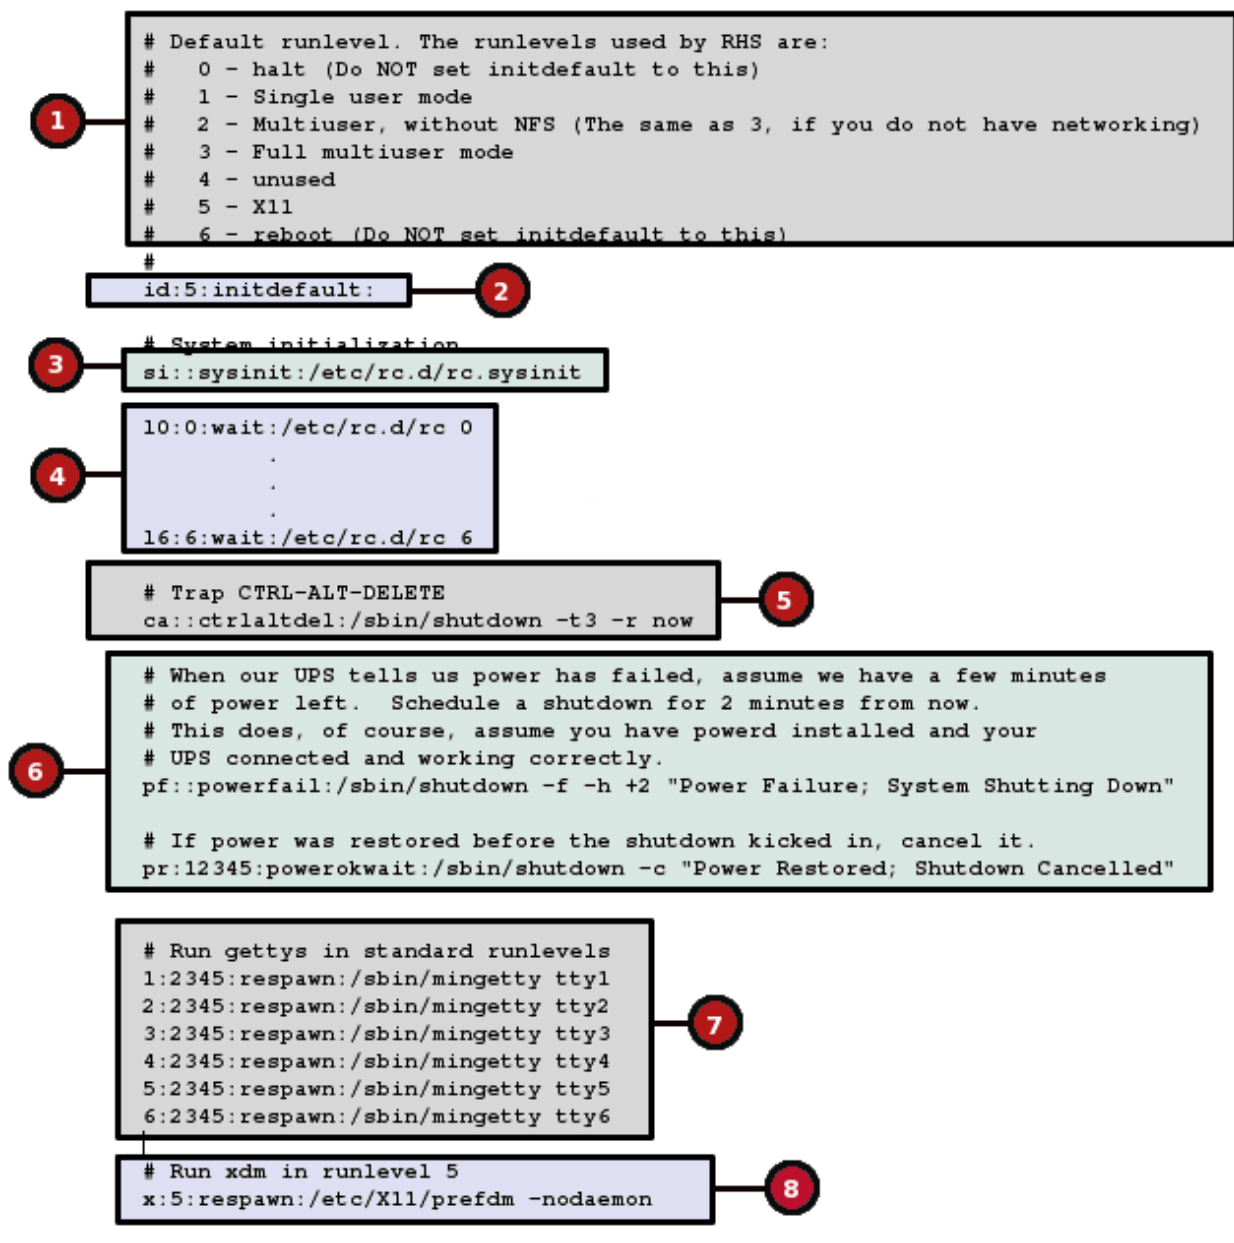 # Default runlevel. The runlevels used by RHS are:
#   0 - halt (Do NOT set initdefault to this)
#   1 - Single user mode
1
#   2 - Multiuser, without NFS (The same as 3, if you do not have networking)
#   3 - Full multiuser mode
#   4 - unused
#   5 - X11
#   6 - reboot (Do NOT set initdefault to this)
#
id:5:initdefault:
2
# System initialization
3
si::sysinit:/etc/rc.d/rc.sysinit
l0:0:wait:/etc/rc.d/rc 0
.
4
.
.
l6:6:wait:/etc/rc.d/rc 6
# Trap CTRL-ALT-DELETE
5
ca::ctrlaltdel:/sbin/shutdown -t3 -r now
# When our UPS tells us power has failed, assume we have a few minutes
# of power left.  Schedule a shutdown for 2 minutes from now.
# This does, of course, assume you have powerd installed and your
# UPS connected and working correctly.
6
pf::powerfail:/sbin/shutdown -f -h +2 "Power Failure; System Shutting Down"
# If power was restored before the shutdown kicked in, cancel it.
pr:12345:powerokwait:/sbin/shutdown -c "Power Restored; Shutdown Cancelled"
# Run gettys in standard runlevels
1:2345:respawn:/sbin/mingetty tty1
2:2345:respawn:/sbin/mingetty tty2
3:2345:respawn:/sbin/mingetty tty3
7
4:2345:respawn:/sbin/mingetty tty4
5:2345:respawn:/sbin/mingetty tty5
6:2345:respawn:/sbin/mingetty tty6
# Run xdm in runlevel 5
8
x:5:respawn:/etc/X11/prefdm -nodaemon